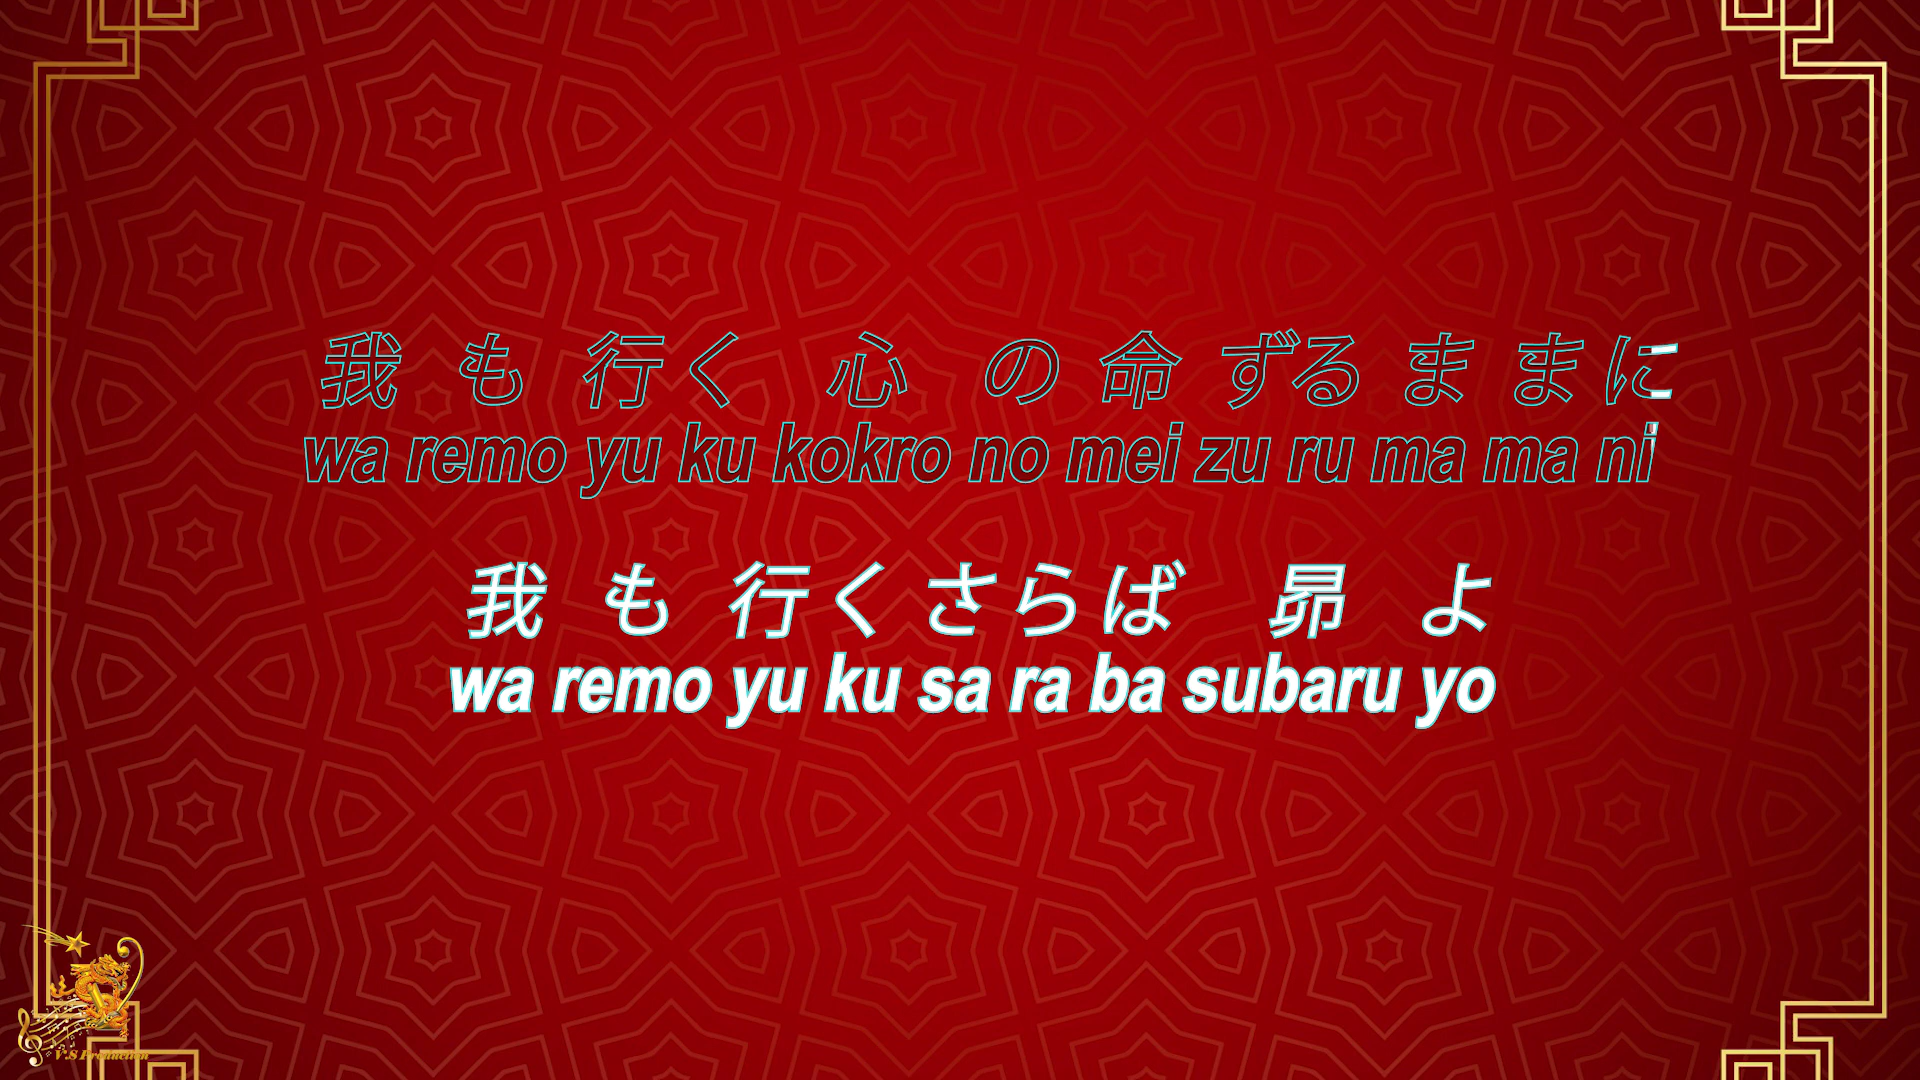 我 も 行く 心 の 命 ずる ま まに
wa remo yu ku kokro no mei zu ru ma ma ni
我 も 行くさらば 昴 よ
wa remo yu ku sa ra ba subaru yo
V.S Production